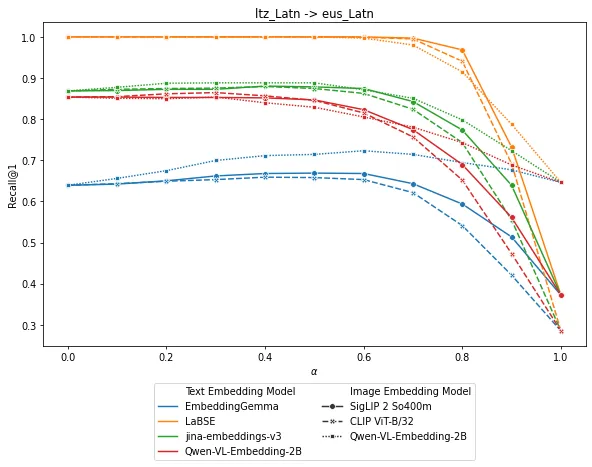 ltz_Latn -> eus_Latn
Recall@1
1.0
0.9
0.8
0.7
0.6
0.5
0.4
0.3
0.0 0.2 0.4 0.6 0.8 1.0
α
Text Embedding Model Image Embedding Model
EmbeddingGemma SigLIP 2 So400m
LaBSE CLIP ViT-B/32
jina-embeddings-v3 Qwen-VL-Embedding-2B
Qwen-VL-Embedding-2B